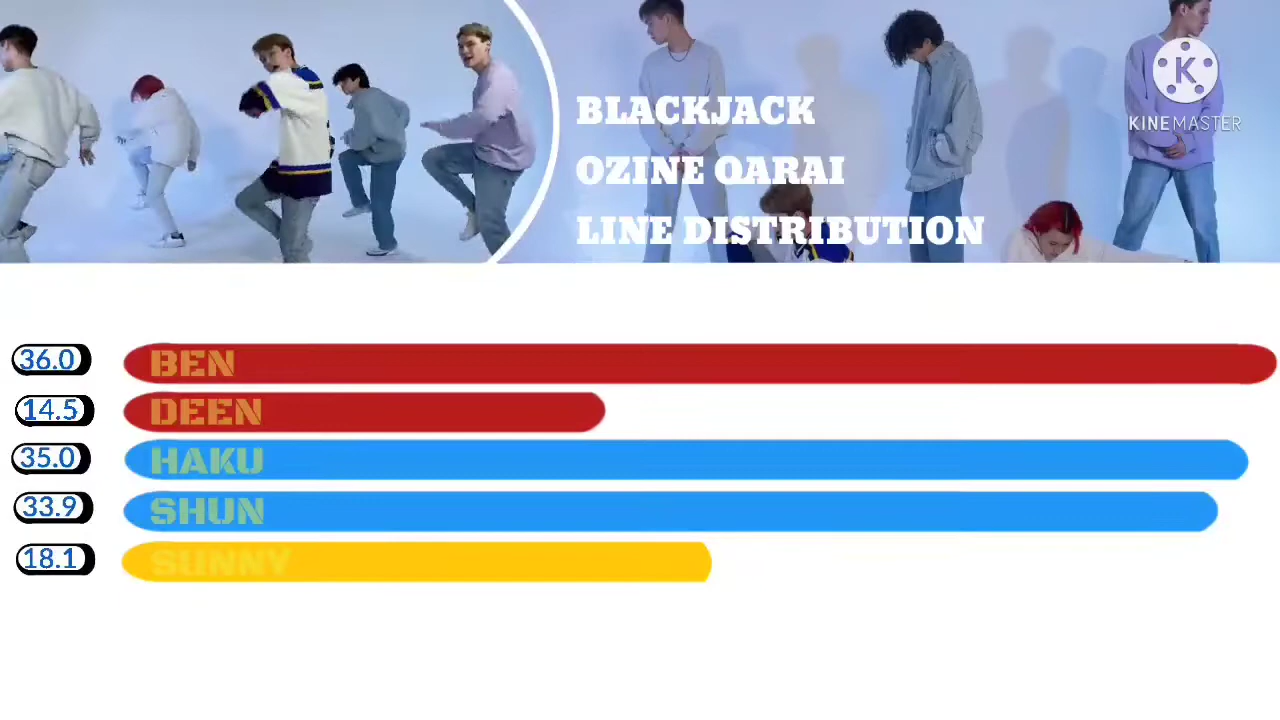 BLACKJACK
OZINE QARAI
LINE DISTRIBUTION
K
KINEMASTER
36.0 BEN
14.5 DEEN
35.0 HAKU
33.9 SHUN
18.1 SUNNY